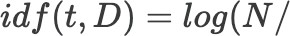 idf(t, D) = log(N/